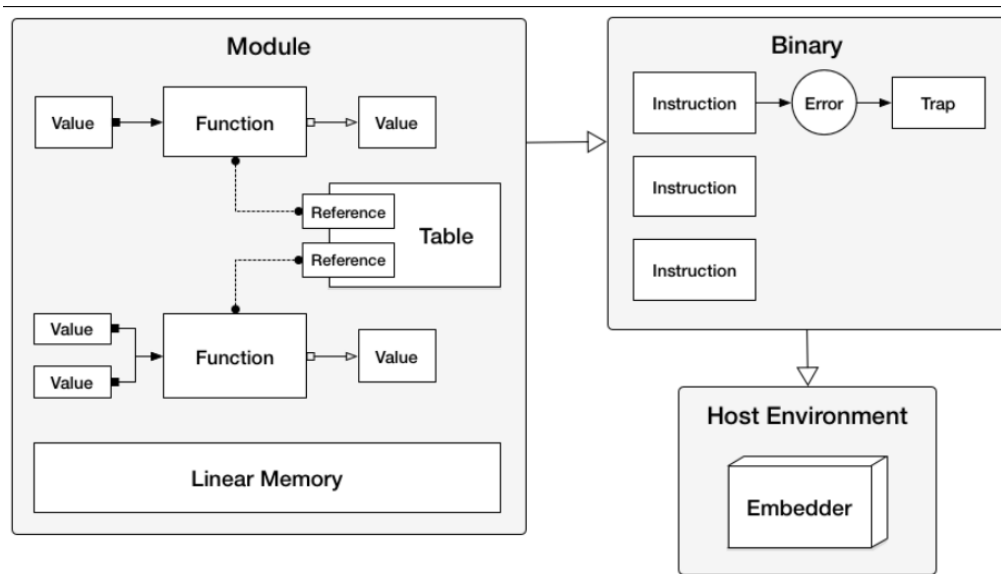 Module
Value
Function
Value
Reference
Table
Reference
Value
Value
Function
Value
Linear Memory
Binary
Instruction
Error
Trap
Instruction
Instruction
Host Environment
Embedder